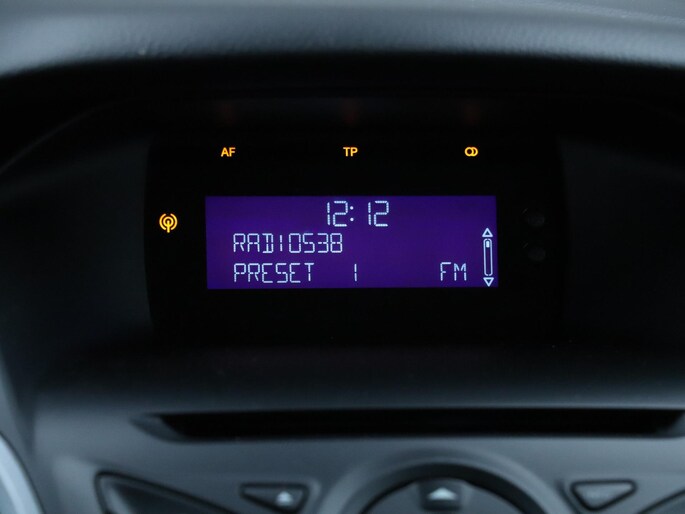 AF TP
12:12
RADIO538
PRESET 1 FM